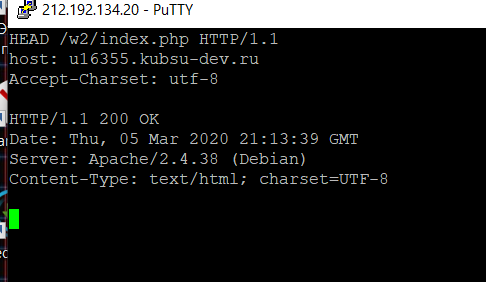 212.192.134.20 - PuTTY
HEAD /w2/index.php HTTP/1.1
host: u16355.kubsu-dev.ru
Accept-Charset: utf-8
HTTP/1.1 200 OK
Date: Thu, 05 Mar 2020 21:13:39 GMT
Server: Apache/2.4.38 (Debian)
Content-Type: text/html; charset=UTF-8